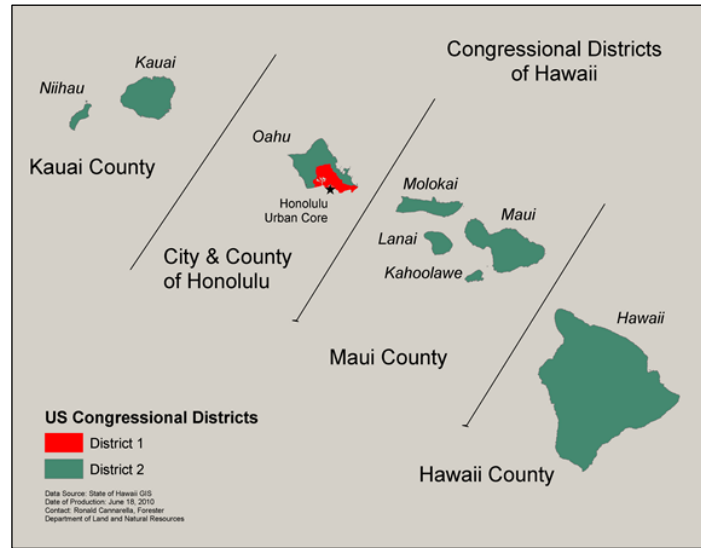 Congressional Districts
of Hawaii
Kauai
Niihau
Kauai County
Oahu
Honolulu
Urban Core
City & County
of Honolulu
Molokai
Maui
Lanai
Kahoolawe
Maui County
Hawaii
Hawaii County
US Congressional Districts
District 1
District 2
Data Source: State of Hawaii GIS
Date of Production: June 18, 2010
Contact: Ronald Cannarella, Forester
Department of Land and Natural Resources